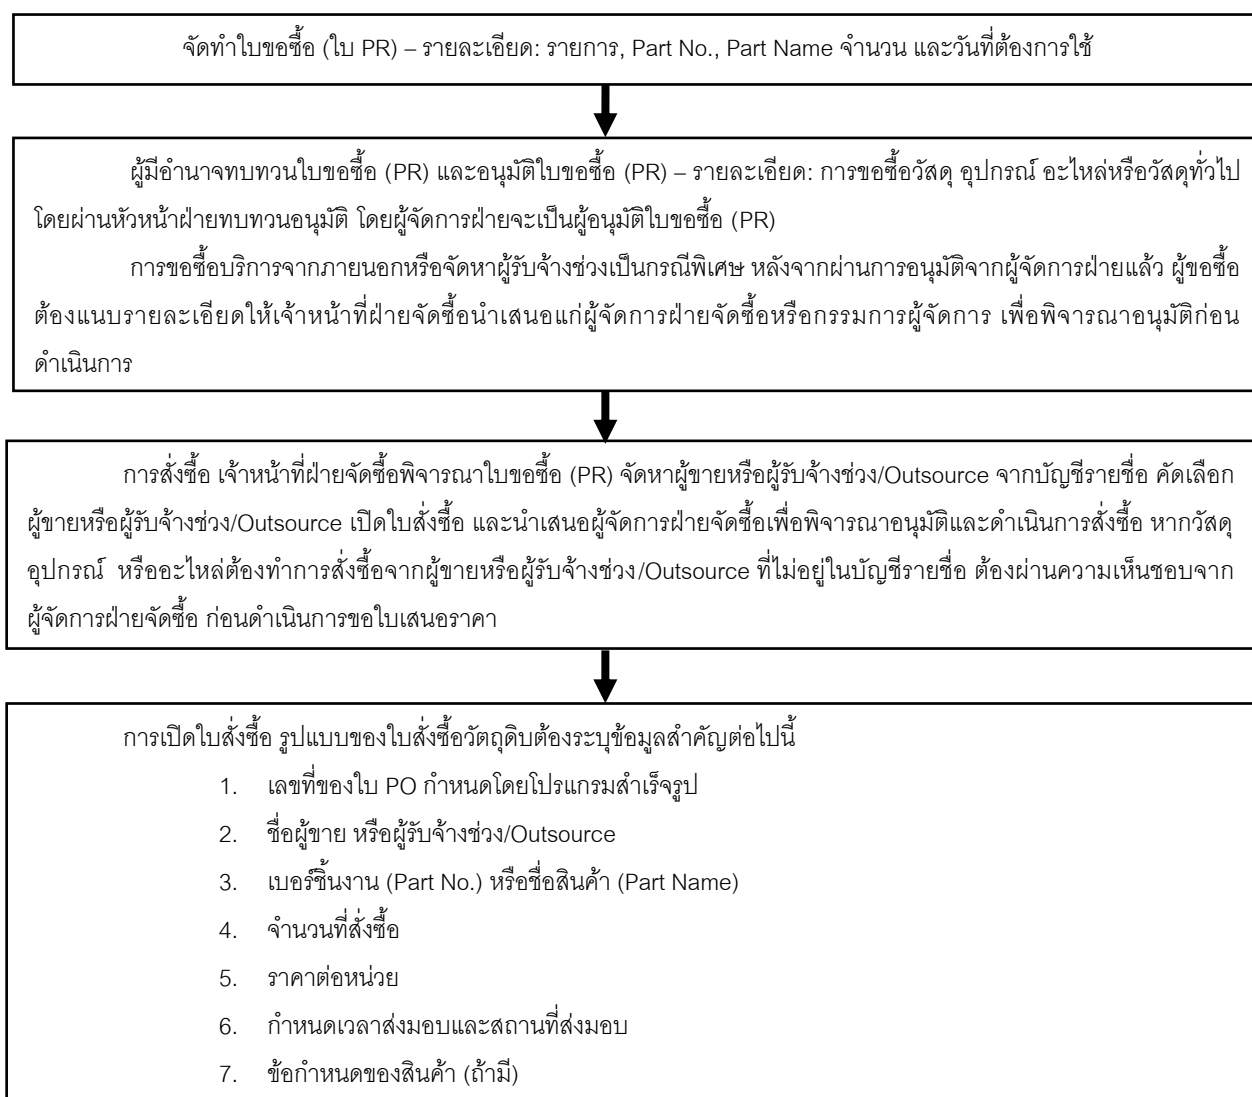 จัดทำใบขอซื้อ (ใบ PR) – รายละเอียด: รายการ, Part No., Part Name จำนวน และวันที่ต้องการใช้
ผู้มีอำนาจทบทวนใบขอซื้อ (PR) และอนุมัติใบขอซื้อ (PR) – รายละเอียด: การขอซื้อวัสดุ อุปกรณ์ อะไหล่หรือวัสดุทั่วไป
โดยผ่านหัวหน้าฝ่ายทบทวนอนุมัติ โดยผู้จัดการฝ่ายจะเป็นผู้อนุมัติใบขอซื้อ (PR)
การขอซื้อบริการจากภายนอกหรือจัดหาผู้รับจ้างช่วงเป็นกรณีพิเศษ หลังจากผ่านการอนุมัติจากผู้จัดการฝ่ายแล้ว ผู้ขอซื้อ
ต้องแนบรายละเอียดให้เจ้าหน้าที่ฝ่ายจัดซื้อนำเสนอแก่ผู้จัดการฝ่ายจัดซื้อหรือกรรมการผู้จัดการ เพื่อพิจารณาอนุมัติก่อน
ดำเนินการ
การสั่งซื้อ เจ้าหน้าที่ฝ่ายจัดซื้อพิจารณาใบขอซื้อ (PR) จัดหาผู้ขายหรือผู้รับจ้างช่วง/Outsource จากบัญชีรายชื่อ คัดเลือก
ผู้ขายหรือผู้รับจ้างช่วง/Outsource เปิดใบสั่งซื้อ และนำเสนอผู้จัดการฝ่ายจัดซื้อเพื่อพิจารณาอนุมัติและดำเนินการสั่งซื้อ หากวัสดุ
อุปกรณ์ หรืออะไหล่ต้องทำการสั่งซื้อจากผู้ขายหรือผู้รับจ้างช่วง/Outsource ที่ไม่อยู่ในบัญชีรายชื่อ ต้องผ่านความเห็นชอบจาก
ผู้จัดการฝ่ายจัดซื้อ ก่อนดำเนินการขอใบเสนอราคา
การเปิดใบสั่งซื้อ รูปแบบของใบสั่งซื้อวัตถุดิบต้องระบุข้อมูลสำคัญต่อไปนี้
1. เลขที่ของใบ PO กำหนดโดยโปรแกรมสำเร็จรูป
2. ชื่อผู้ขาย หรือผู้รับจ้างช่วง/Outsource
3. เบอร์ชิ้นงาน (Part No.) หรือชื่อสินค้า (Part Name)
4. จำนวนที่สั่งซื้อ
5. ราคาต่อหน่วย
6. กำหนดเวลาส่งมอบและสถานที่ส่งมอบ
7. ข้อกำหนดของสินค้า (ถ้ามี)